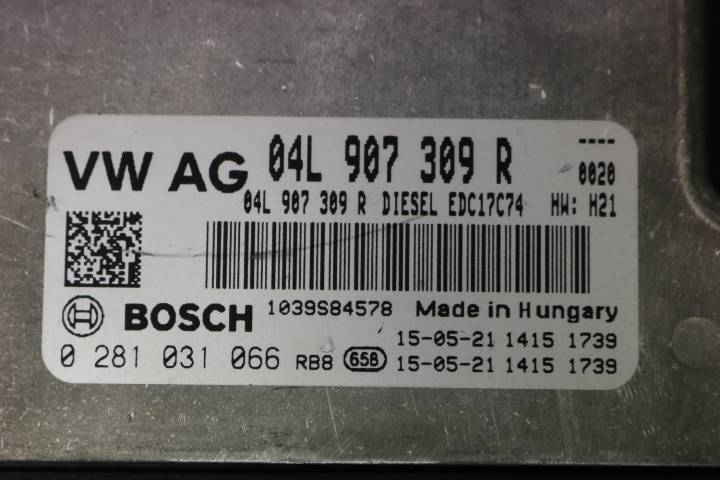 VW AG 04L 907 309 R ----
0020
04L 907 309 R DIESEL EDC17C74 HW: H21
BOSCH 1039S84578 Made in Hungary
15-05-21 1415 1739
0 281 031 066 RB8 658 15-05-21 1415 1739